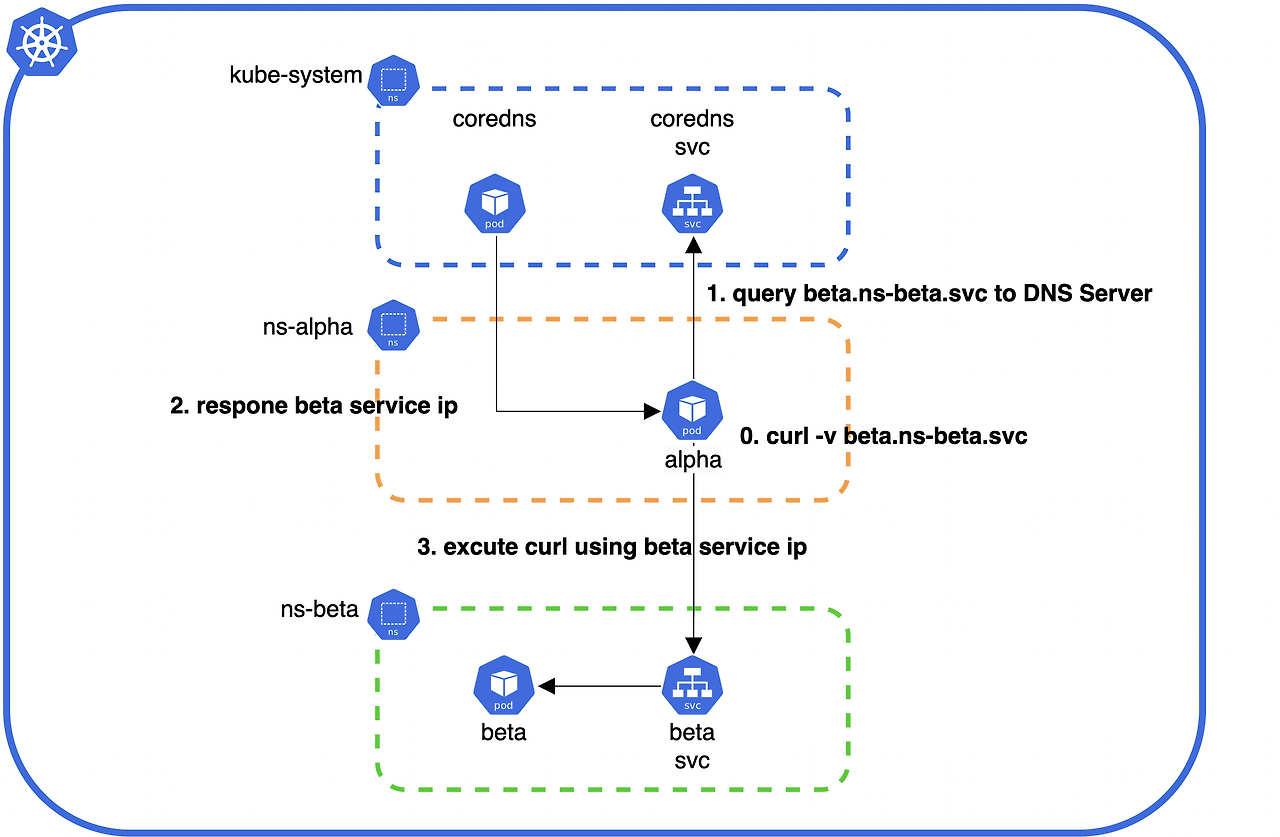 kube-system
ns
coredns
coredns
svc
pod
svc
1. query beta.ns-beta.svc to DNS Server
ns-alpha
ns
2. respone beta service ip
pod
0. curl -v beta.ns-beta.svc
alpha
3. excute curl using beta service ip
ns-beta
ns
pod
svc
beta
beta
svc